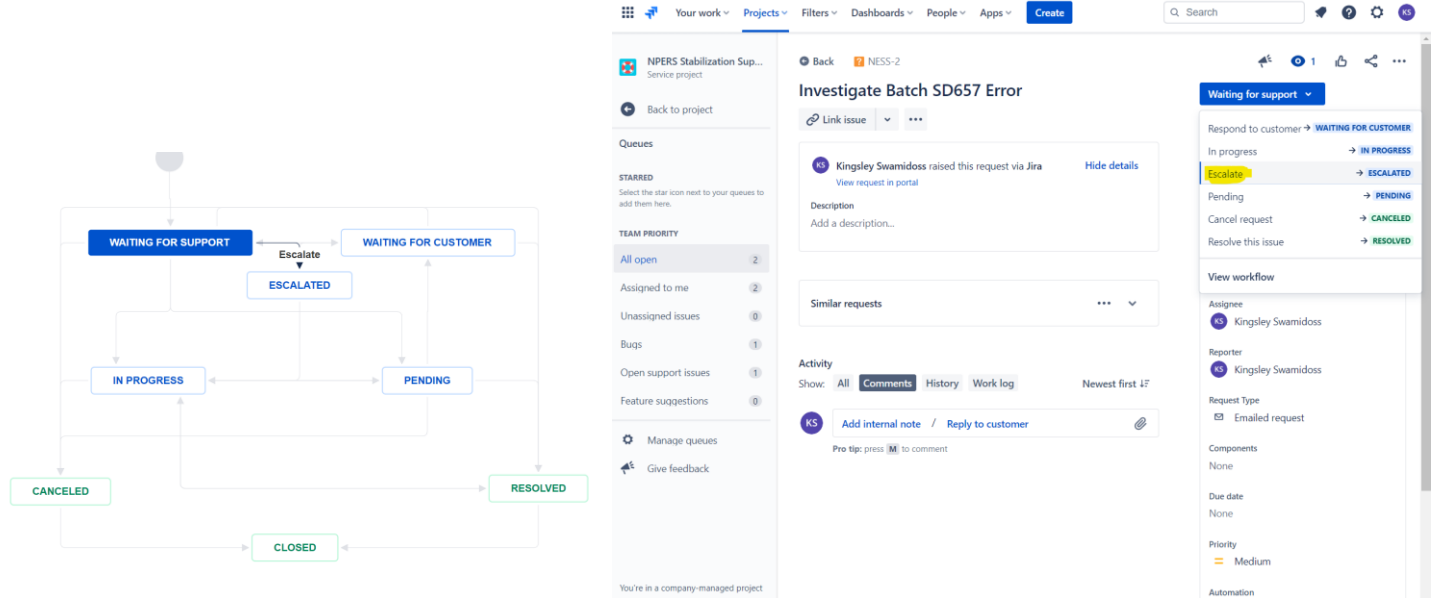 WAITING FOR SUPPORT
WAITING FOR CUSTOMER
Escalate
ESCALATED
IN PROGRESS
PENDING
CANCELED
RESOLVED
CLOSED
Your work
Projects
Filters
Dashboards
People
Apps
Create
Search
KS
NPERS Stabilization Sup...
Service project
Back to project
Queues
STARRED
Select the star icon next to your queues to
add them here.
TEAM PRIORITY
All open 2
Assigned to me 2
Unassigned issues 0
Bugs 1
Open support issues 1
Feature suggestions 0
Manage queues
Give feedback
You're in a company-managed project
Back
NESS-2
1
Investigate Batch SD657 Error
Link issue
KS Kingsley Swamidoss raised this request via Jira
Hide details
View request in portal
Description
Add a description...
Similar requests
Activity
Show: All Comments History Work log
Newest first
KS
Add internal note / Reply to customer
Pro tip: press M to comment
Waiting for support
Respond to customer → WAITING FOR CUSTOMER
In progress → IN PROGRESS
Escalate → ESCALATED
Pending → PENDING
Cancel request → CANCELED
Resolve this issue → RESOLVED
View workflow
Assignee
KS Kingsley Swamidoss
Reporter
KS Kingsley Swamidoss
Request Type
Emailed request
Components
None
Due date
None
Priority
Medium
Automation